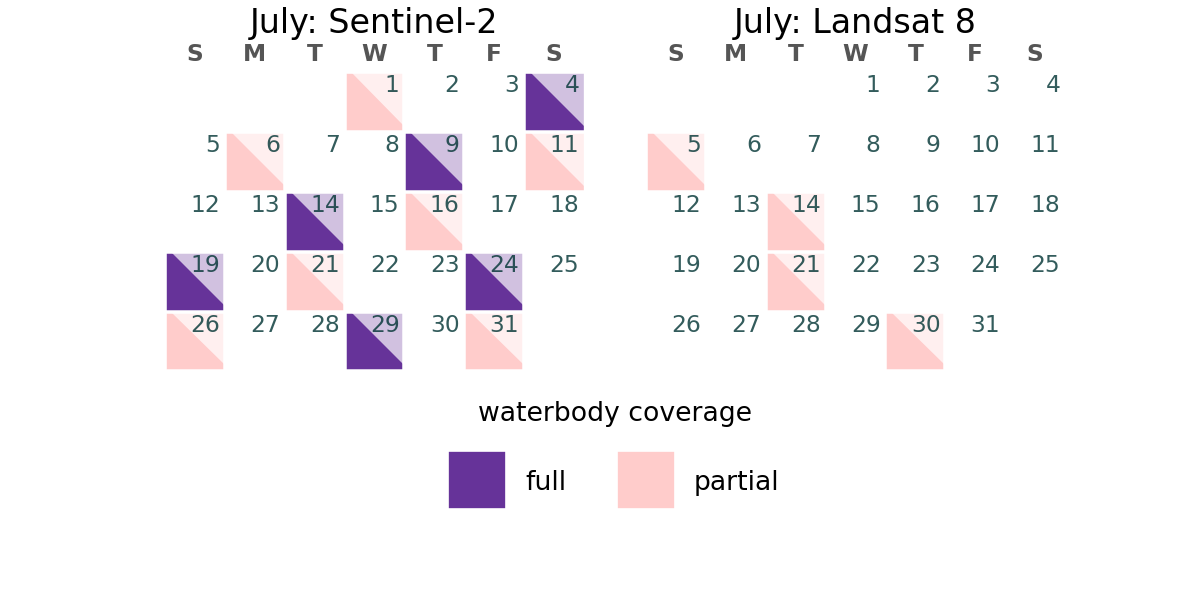 July: Sentinel-2
S M T W T F S
1 2 3 4
5 6 7 8 9 10 11
12 13 14 15 16 17 18
19 20 21 22 23 24 25
26 27 28 29 30 31
July: Landsat 8
S M T W T F S
1 2 3 4
5 6 7 8 9 10 11
12 13 14 15 16 17 18
19 20 21 22 23 24 25
26 27 28 29 30 31
waterbody coverage
full partial